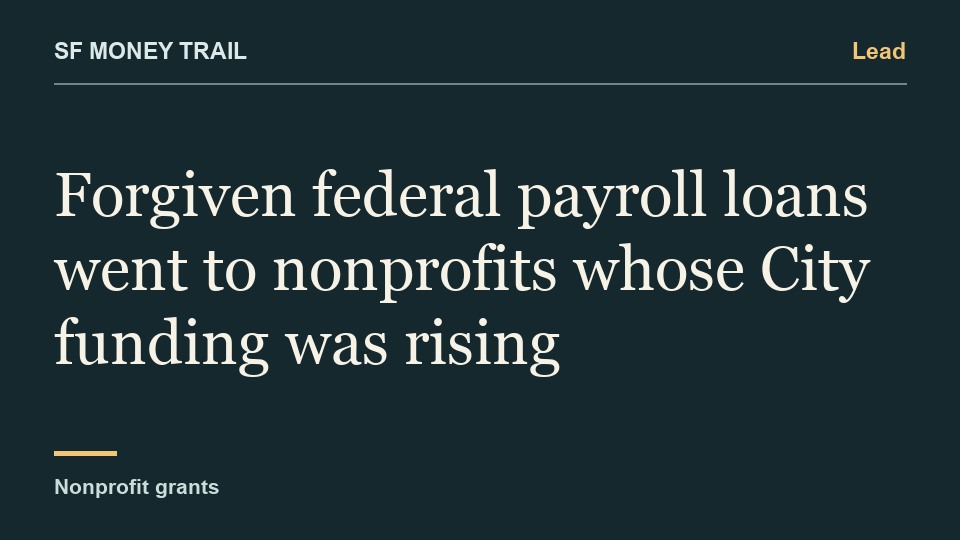 SF MONEY TRAIL
Lead
Forgiven federal payroll loans
went to nonprofits whose City
funding was rising
Nonprofit grants